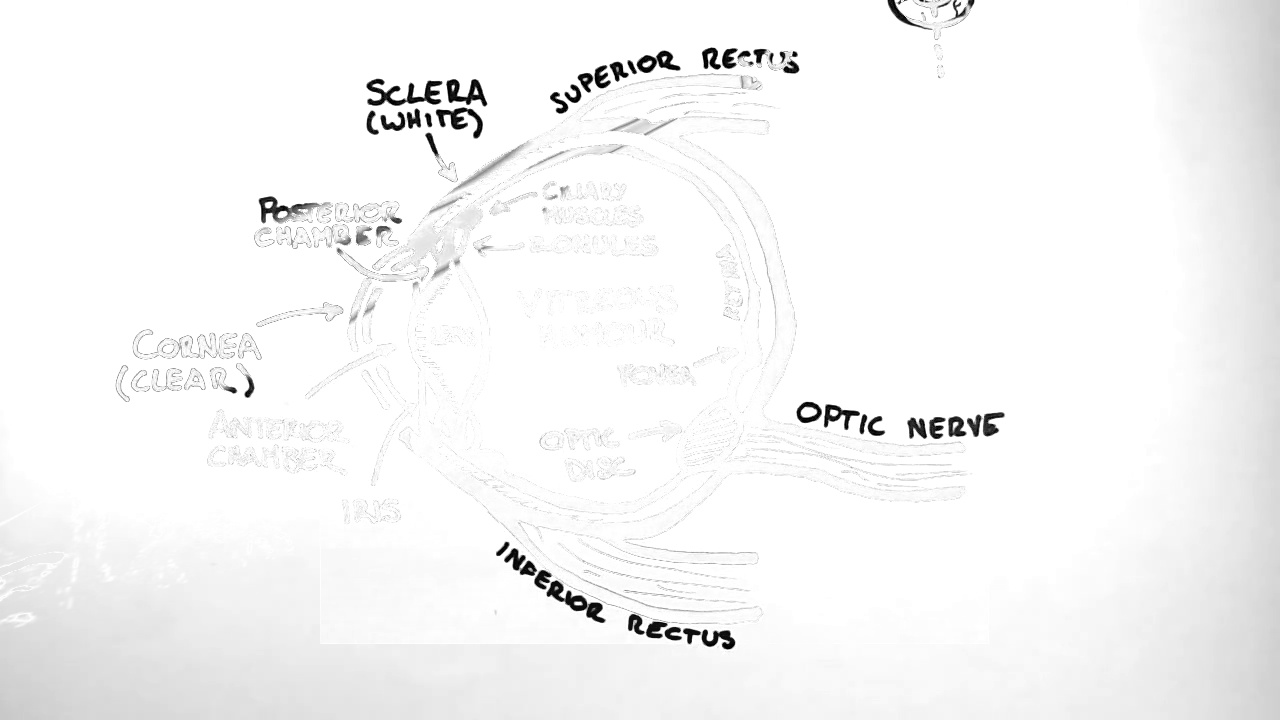 SUPERIOR RECTUS
SCLERA
(WHITE)
POSTERIOR
CHAMBER
CILIARY
MUSCLES
ZONULES
RETINA
VITREOUS
HUMOUR
LENS
CORNEA
(CLEAR)
FOVEA
ANTERIOR
CHAMBER
OPTIC
DISC
OPTIC NERVE
IRIS
INFERIOR RECTUS